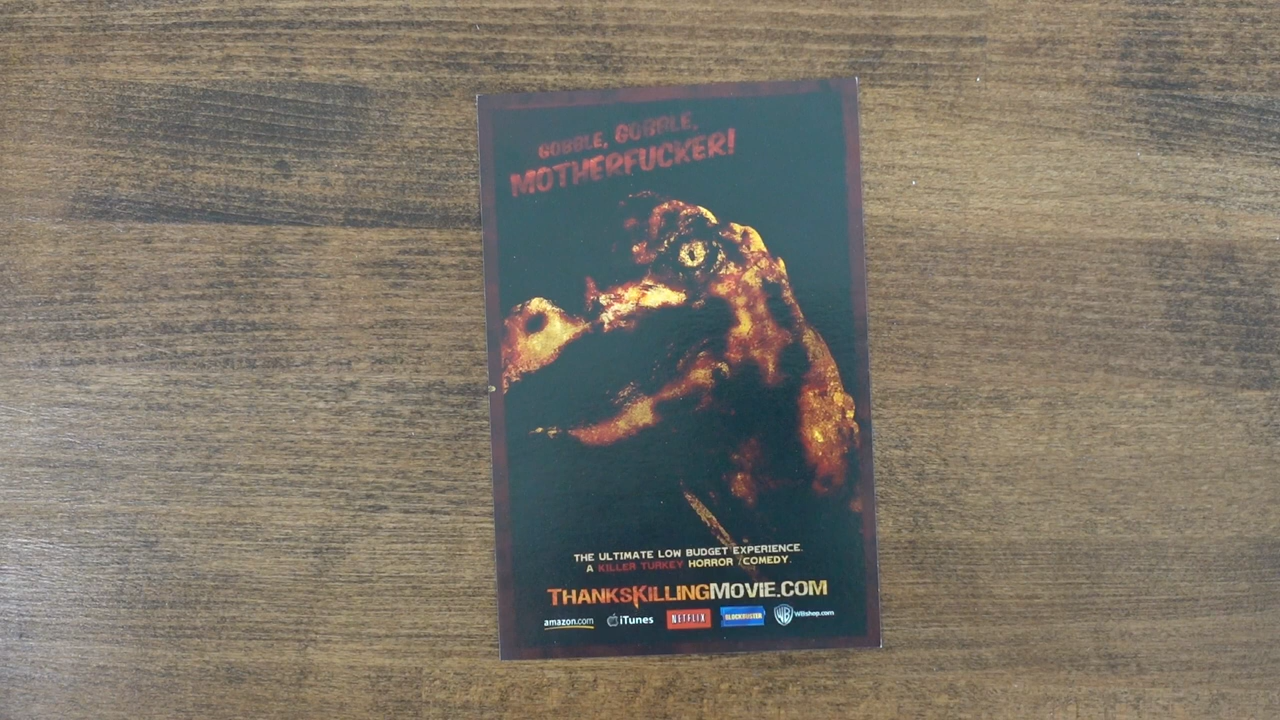 GOBBLE, GOBBLE,
MOTHERFUCKER!
THE ULTIMATE LOW BUDGET EXPERIENCE.
A KILLER TURKEY HORROR/COMEDY.
THANKSKILLINGMOVIE.COM
amazon.com iTunes NETFLIX BLOCKBUSTER WB WBshop.com